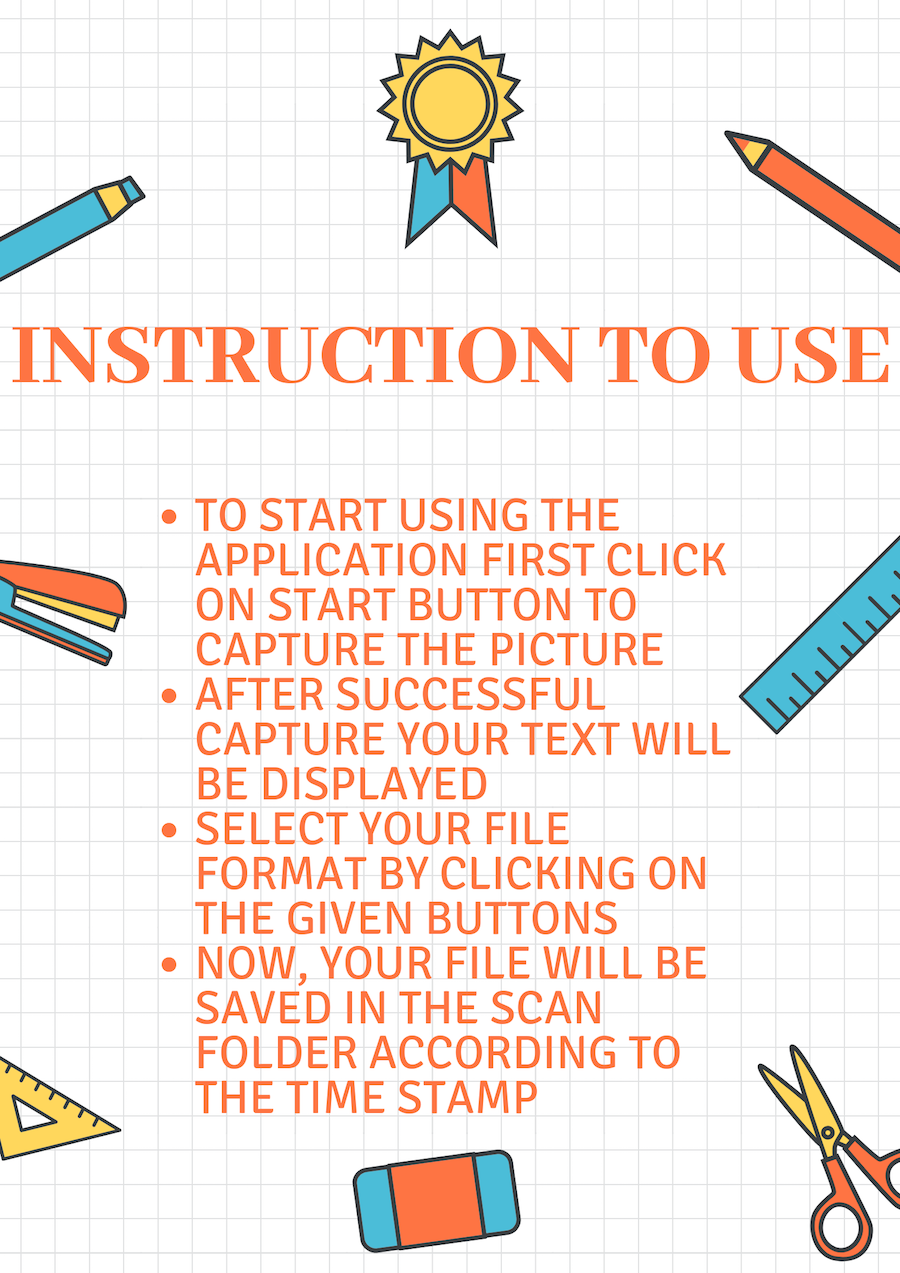 INSTRUCTION TO USE
• TO START USING THE
APPLICATION FIRST CLICK
ON START BUTTON TO
CAPTURE THE PICTURE
• AFTER SUCCESSFUL
CAPTURE YOUR TEXT WILL
BE DISPLAYED
• SELECT YOUR FILE
FORMAT BY CLICKING ON
THE GIVEN BUTTONS
• NOW, YOUR FILE WILL BE
SAVED IN THE SCAN
FOLDER ACCORDING TO
THE TIME STAMP